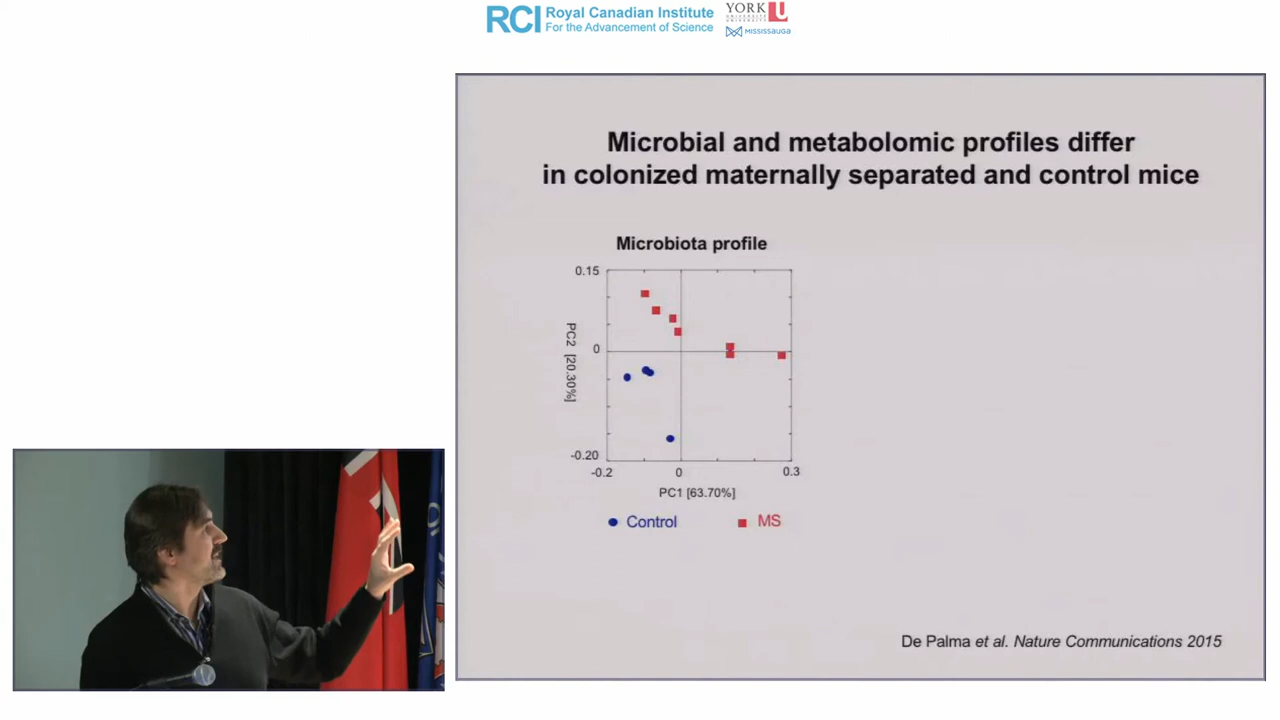 RCI Royal Canadian Institute
For the Advancement of Science
YORK U
UNIVERSITÉ
UNIVERSITY
MISSISSAUGA
Microbial and metabolomic profiles differ
in colonized maternally separated and control mice
Microbiota profile
0.15
PC2 [20.30%]
0
-0.20
-0.2
0
0.3
PC1 [63.70%]
Control
MS
De Palma et al. Nature Communications 2015